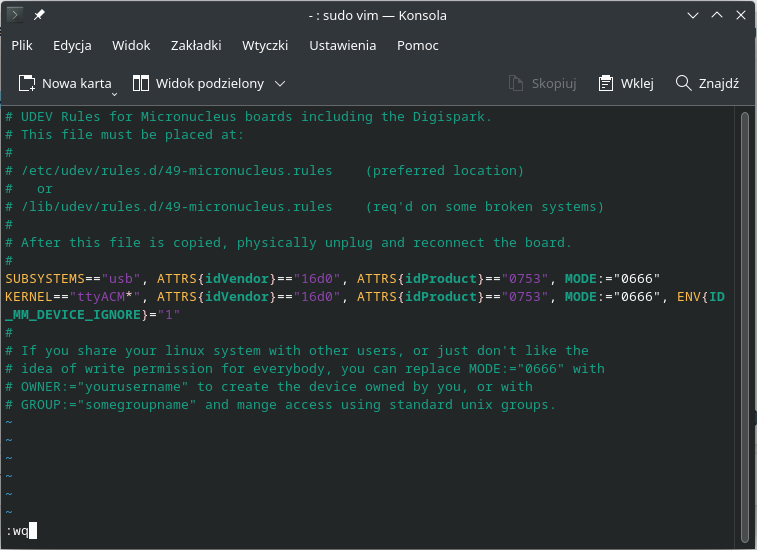 - : sudo vim — Konsola
Plik Edycja Widok Zakładki Wtyczki Ustawienia Pomoc
Nowa karta Widok podzielony Skopiuj Wklej Znajdź
# UDEV Rules for Micronucleus boards including the Digispark.
# This file must be placed at:
#
# /etc/udev/rules.d/49-micronucleus.rules    (preferred location)
#   or
# /lib/udev/rules.d/49-micronucleus.rules    (req'd on some broken systems)
#
# After this file is copied, physically unplug and reconnect the board.
#
SUBSYSTEMS=="usb", ATTRS{idVendor}=="16d0", ATTRS{idProduct}=="0753", MODE:="0666"
KERNEL=="ttyACM*", ATTRS{idVendor}=="16d0", ATTRS{idProduct}=="0753", MODE:="0666", ENV{ID
_MM_DEVICE_IGNORE}="1"
#
# If you share your linux system with other users, or just don't like the
# idea of write permission for everybody, you can replace MODE:="0666" with
# OWNER:="yourusername" to create the device owned by you, or with
# GROUP:="somegroupname" and mange access using standard unix groups.
~
~
~
~
~
~
:wq